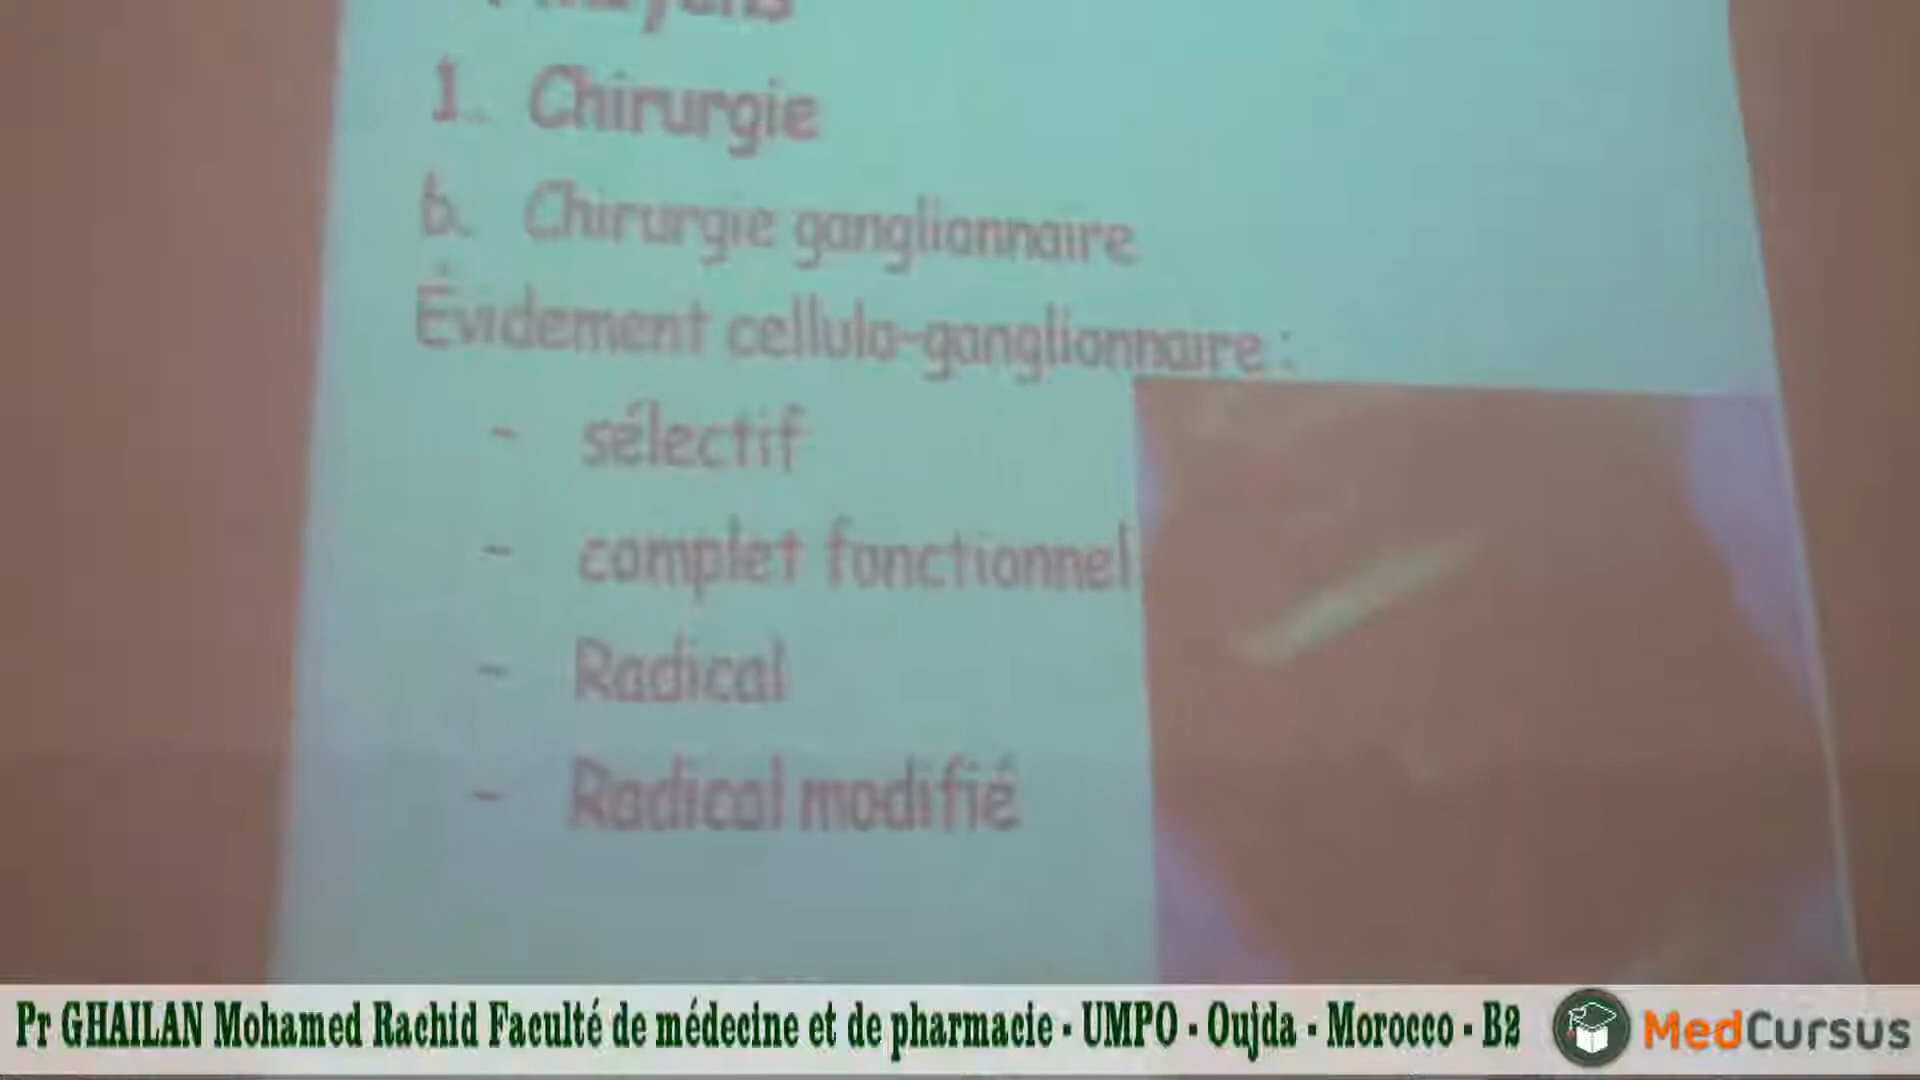 1. Chirurgie
b. Chirurgie ganglionnaire
Évidement cellulo-ganglionnaire :
- sélectif
- complet fonctionnel
- Radical
- Radical modifié
Pr GHAILAN Mohamed Rachid Faculté de médecine et de pharmacie - UMPO - Oujda - Morocco - B2
MedCursus